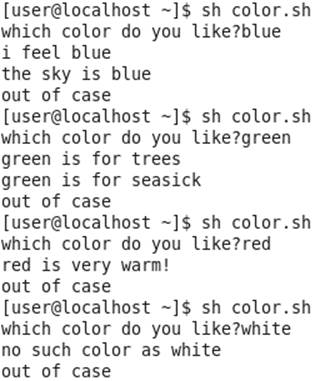 [user@localhost ~]$ sh color.sh
which color do you like?blue
i feel blue
the sky is blue
out of case
[user@localhost ~]$ sh color.sh
which color do you like?green
green is for trees
green is for seasick
out of case
[user@localhost ~]$ sh color.sh
which color do you like?red
red is very warm!
out of case
[user@localhost ~]$ sh color.sh
which color do you like?white
no such color as white
out of case